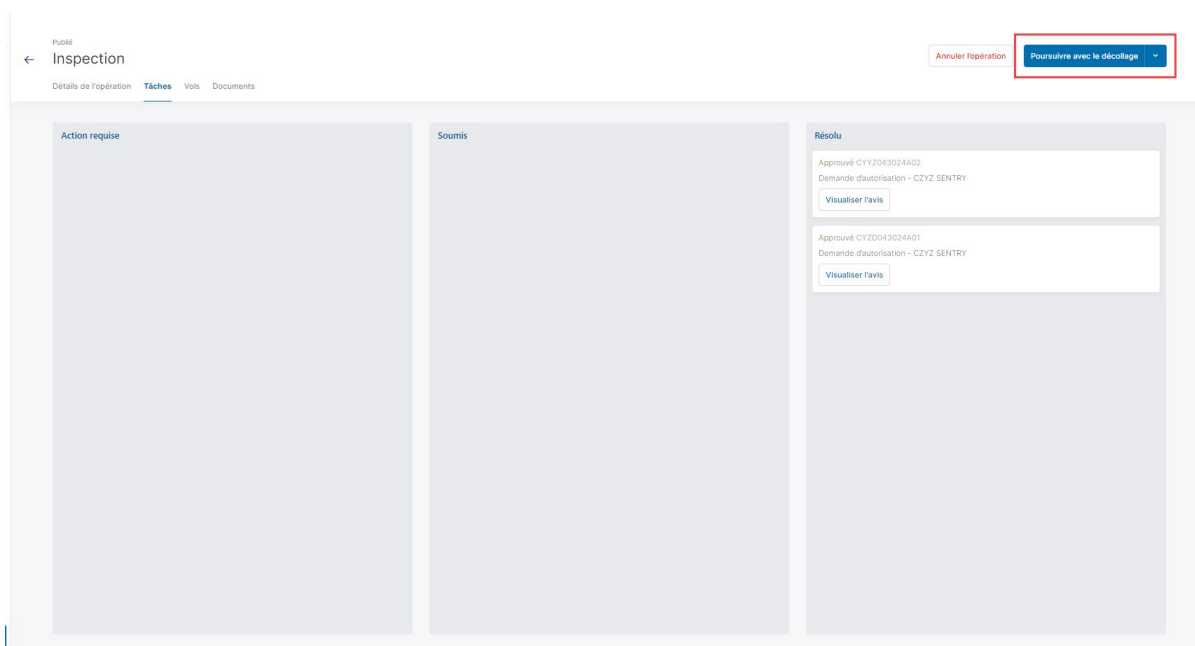 Publié
Inspection
Annuler l'opération
Poursuivre avec le décollage
Détails de l'opération Tâches Vols Documents
Action requise
Soumis
Résolu
Approuvé CYYZ043024A02
Demande d'autorisation - CZYZ SENTRY
Visualiser l'avis
Approuvé CYZD043024A01
Demande d'autorisation - CZYZ SENTRY
Visualiser l'avis